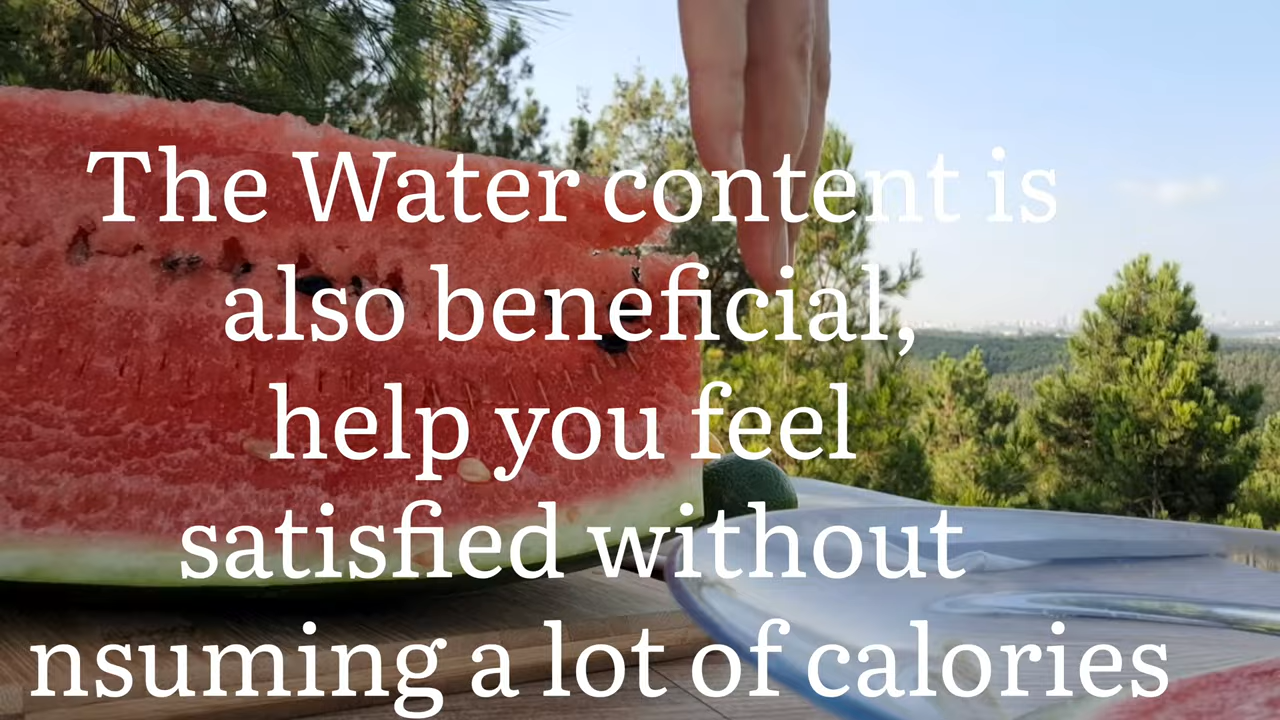 The Water content is
also beneficial,
help you feel
satisfied without
nsuming a lot of calories